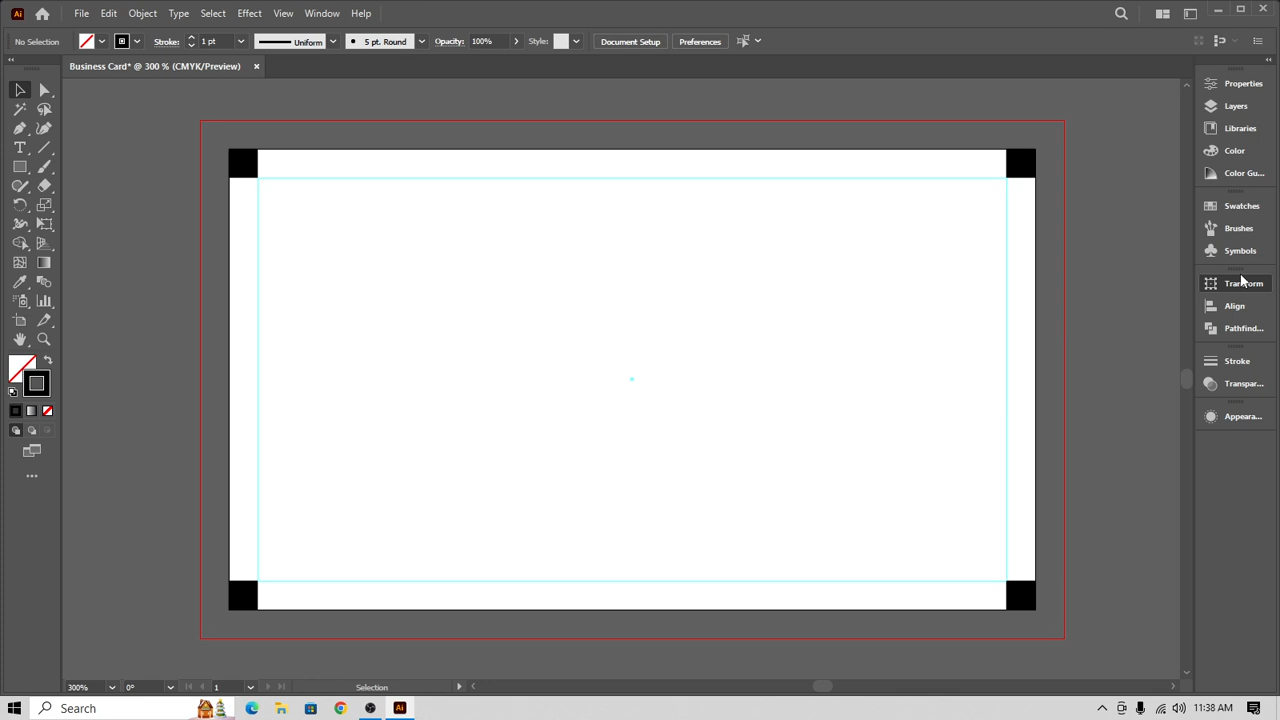 Ai File Edit Object Type Select Effect View Window Help
No Selection Stroke: 1 pt Uniform 5 pt. Round Opacity: 100% Style: Document Setup Preferences
Business Card* @ 300 % (CMYK/Preview) ×
Properties
Layers
Libraries
Color
Color Gu...
Swatches
Brushes
Symbols
Transform
Align
Pathfind...
Stroke
Transpar...
Appeara...
300% 0° 1 Selection
Search Ai 11:38 AM